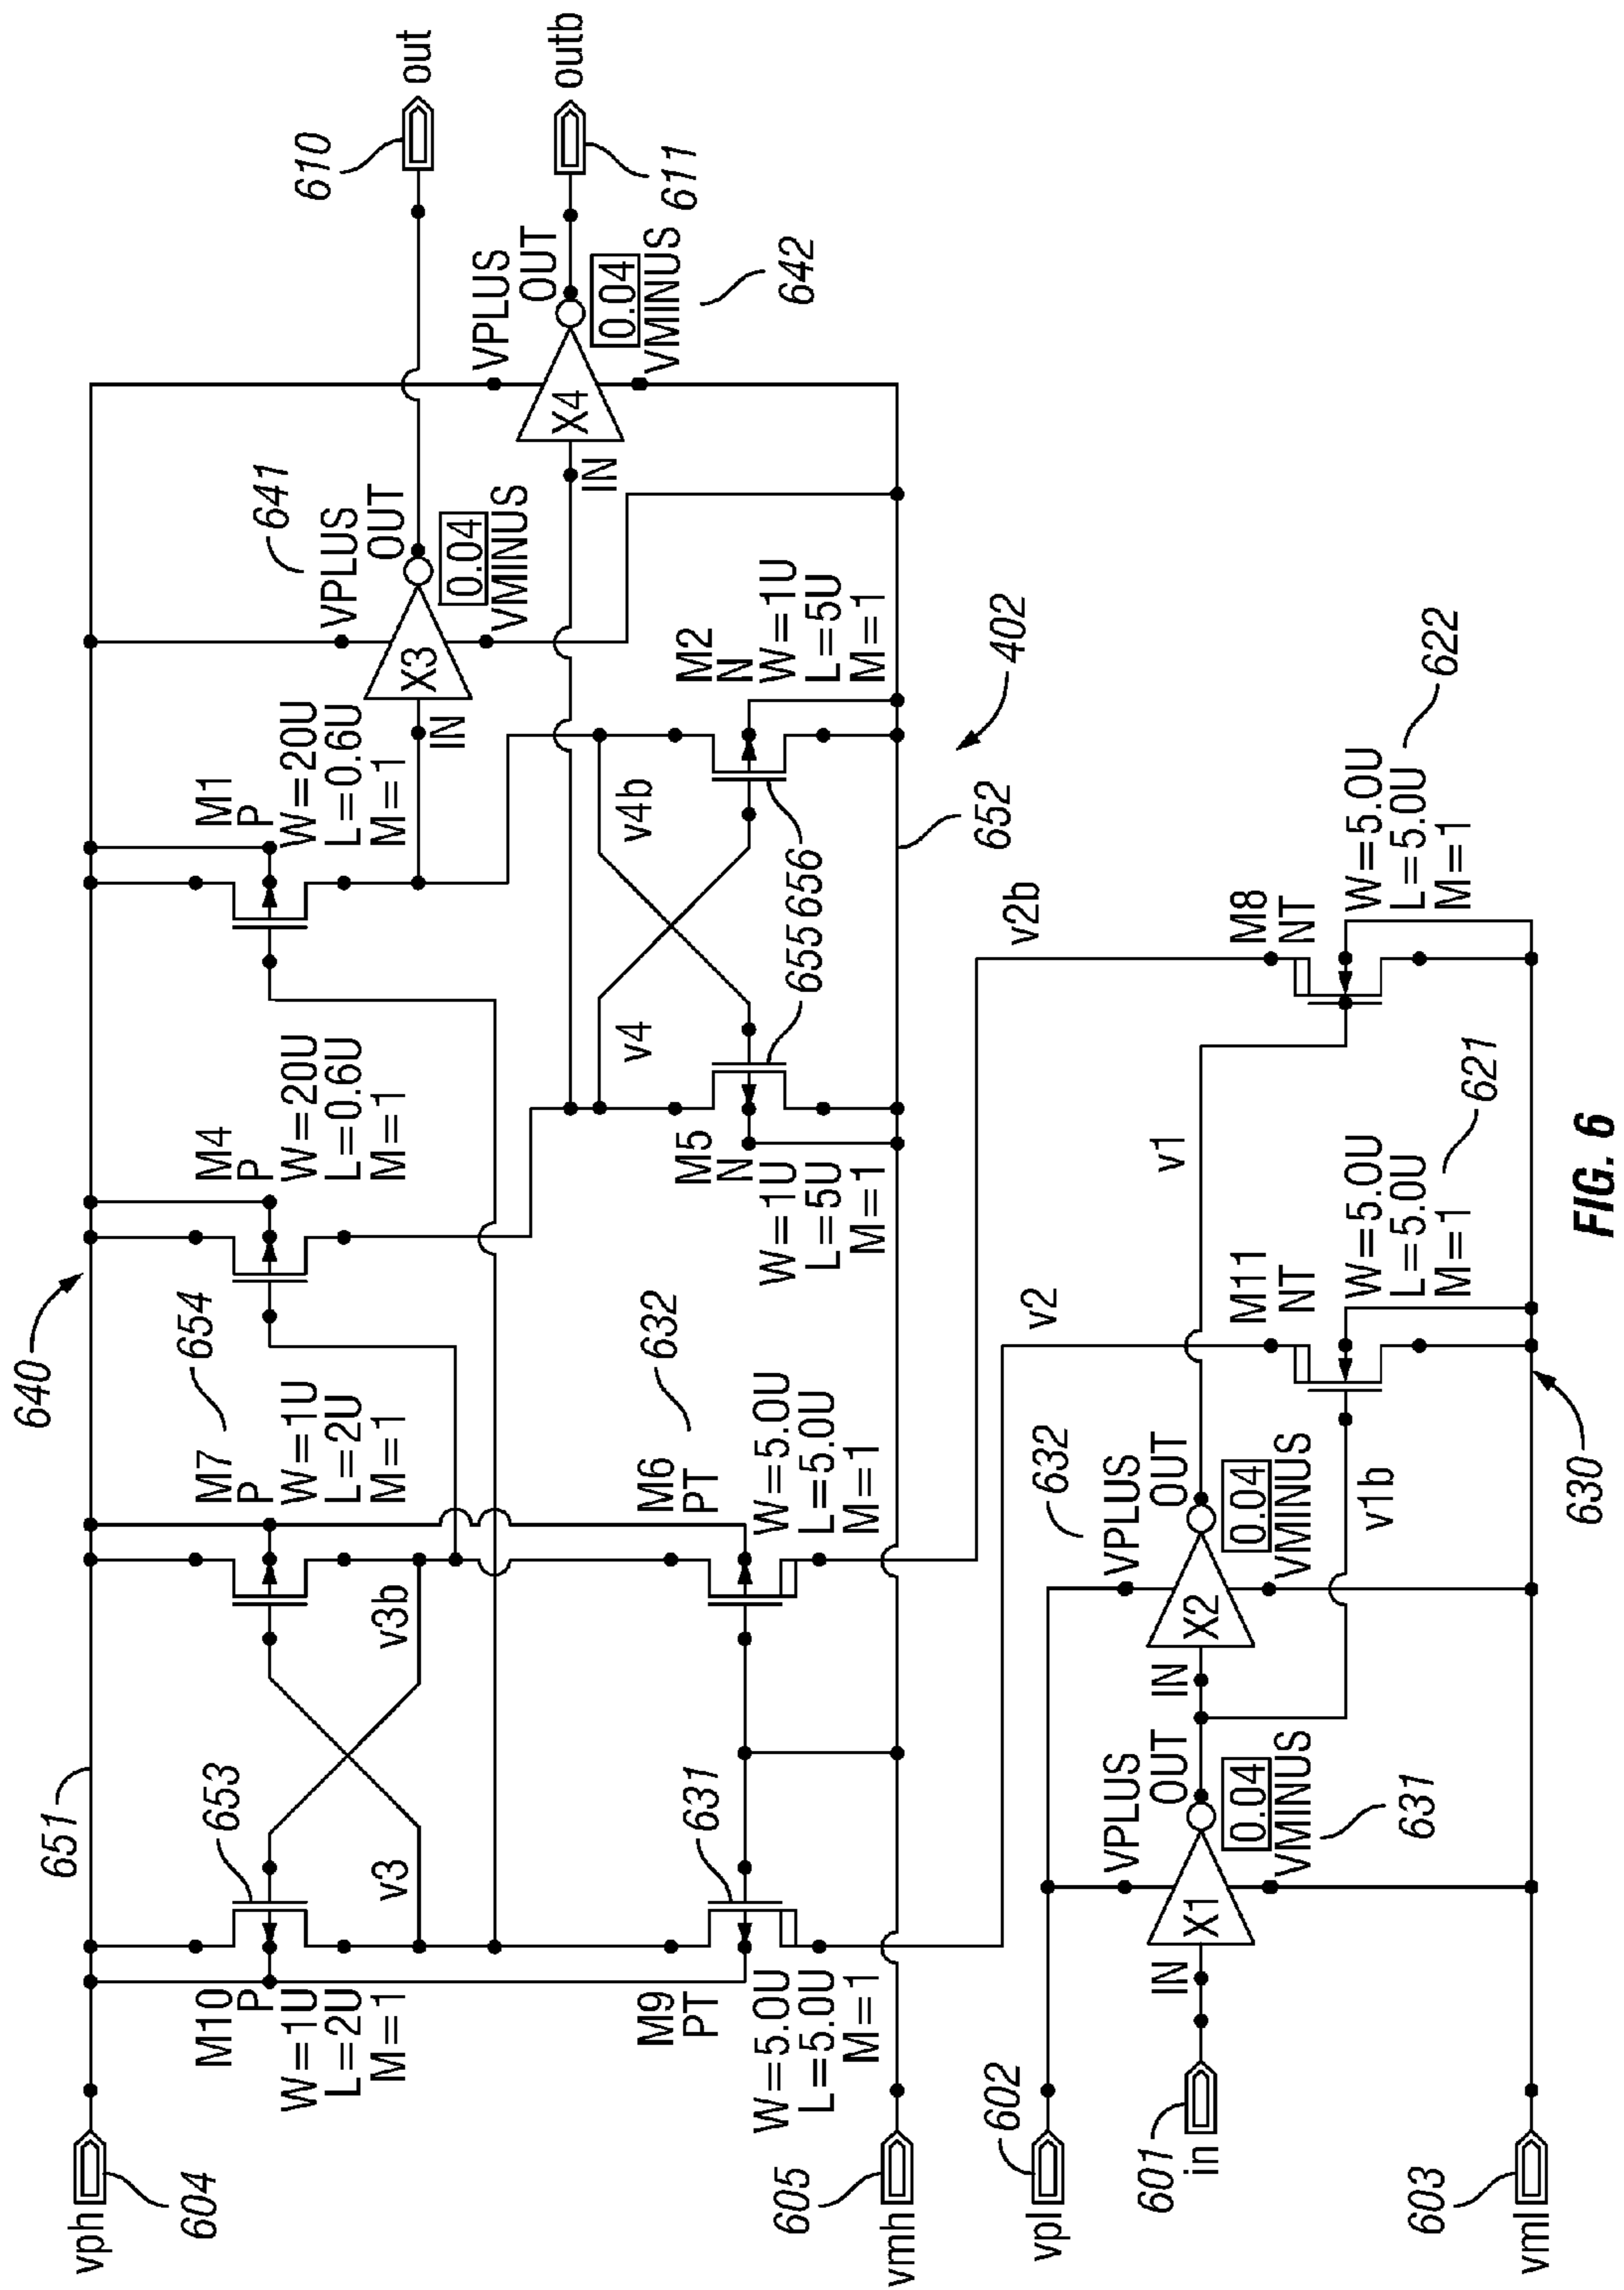 640
651
vph
604
M10
P
W=1U
L=2U
M=1
653
v3
v3b
M7
P
W=1U
L=2U
M=1
654
M4
P
W=20U
L=0.6U
M=1
M1
P
W=20U
L=0.6U
M=1
641
VPLUS
OUT
X3
IN
0.04
VMINUS
610
out
M9
PT
W=5.0U
L=5.0U
M=1
631
M6
PT
W=5.0U
L=5.0U
M=1
632
v4
v4b
M5
N
W=1U
L=5U
M=1
655
656
M2
N
W=1U
L=5U
M=1
VPLUS
OUT
X4
IN
0.04
VMINUS
642
outb
611
vmh
605
652
402
vpl
602
in
601
IN
X1
VPLUS
OUT
0.04
VMINUS
631
IN
X2
VPLUS
OUT
0.04
VMINUS
632
v1b
v1
v2
v2b
M11
NT
W=5.0U
L=5.0U
M=1
621
M8
NT
W=5.0U
L=5.0U
M=1
622
vml
603
630
FIG. 6